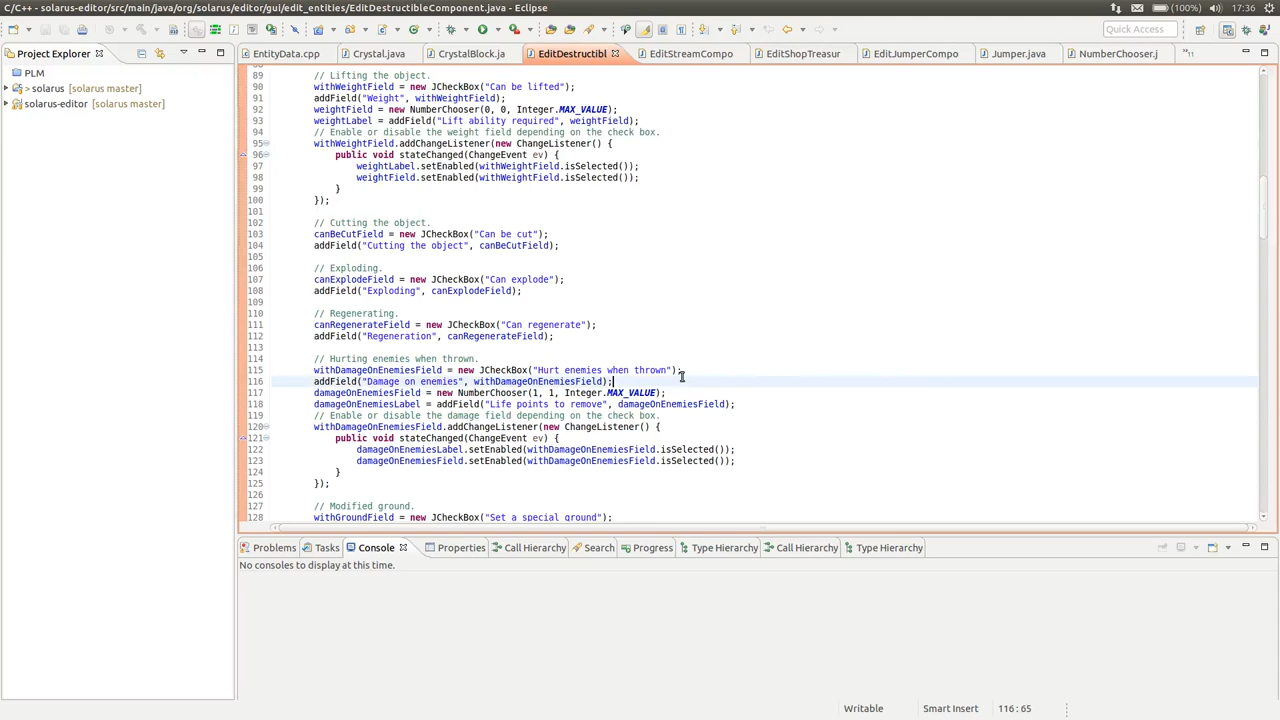 C/C++ - solarus-editor/src/main/java/org/solarus/editor/gui/edit_entities/EditDestructibleComponent.java - Eclipse
(100%) 17:36
Quick Access
Project Explorer
EntityData.cpp Crystal.java CrystalBlock.ja EditDestructibl EditStreamCompo EditShopTreasur EditJumperCompo Jumper.java NumberChooser.j »11
PLM
> solarus [solarus master]
solarus-editor [solarus master]
88
89 // Lifting the object.
90 withWeightField = new JCheckBox("Can be lifted");
91 addField("Weight", withWeightField);
92 weightField = new NumberChooser(0, 0, Integer.MAX_VALUE);
93 weightLabel = addField("Lift ability required", weightField);
94 // Enable or disable the weight field depending on the check box.
95 withWeightField.addChangeListener(new ChangeListener() {
96 public void stateChanged(ChangeEvent ev) {
97 weightLabel.setEnabled(withWeightField.isSelected());
98 weightField.setEnabled(withWeightField.isSelected());
99 }
100 });
101
102 // Cutting the object.
103 canBeCutField = new JCheckBox("Can be cut");
104 addField("Cutting the object", canBeCutField);
105
106 // Exploding.
107 canExplodeField = new JCheckBox("Can explode");
108 addField("Exploding", canExplodeField);
109
110 // Regenerating.
111 canRegenerateField = new JCheckBox("Can regenerate");
112 addField("Regeneration", canRegenerateField);
113
114 // Hurting enemies when thrown.
115 withDamageOnEnemiesField = new JCheckBox("Hurt enemies when thrown");
116 addField("Damage on enemies", withDamageOnEnemiesField);
117 damageOnEnemiesField = new NumberChooser(1, 1, Integer.MAX_VALUE);
118 damageOnEnemiesLabel = addField("Life points to remove", damageOnEnemiesField);
119 // Enable or disable the damage field depending on the check box.
120 withDamageOnEnemiesField.addChangeListener(new ChangeListener() {
121 public void stateChanged(ChangeEvent ev) {
122 damageOnEnemiesLabel.setEnabled(withDamageOnEnemiesField.isSelected());
123 damageOnEnemiesField.setEnabled(withDamageOnEnemiesField.isSelected());
124 }
125 });
126
127 // Modified ground.
128 withGroundField = new JCheckBox("Set a special ground");
Problems Tasks Console Properties Call Hierarchy Search Progress Type Hierarchy Call Hierarchy Type Hierarchy
No consoles to display at this time.
Writable Smart Insert 116 : 65